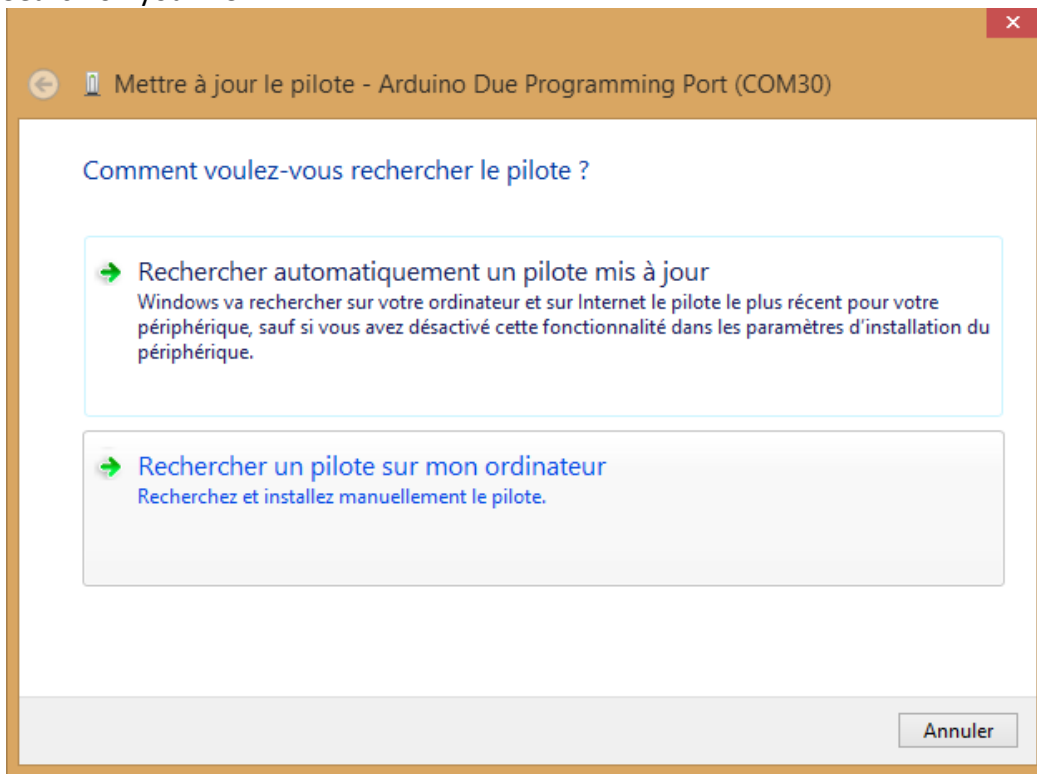 Mettre à jour le pilote - Arduino Due Programming Port (COM30)
Comment voulez-vous rechercher le pilote ?
Rechercher automatiquement un pilote mis à jour
Windows va rechercher sur votre ordinateur et sur Internet le pilote le plus récent pour votre
périphérique, sauf si vous avez désactivé cette fonctionnalité dans les paramètres d'installation du
périphérique.
Rechercher un pilote sur mon ordinateur
Recherchez et installez manuellement le pilote.
Annuler